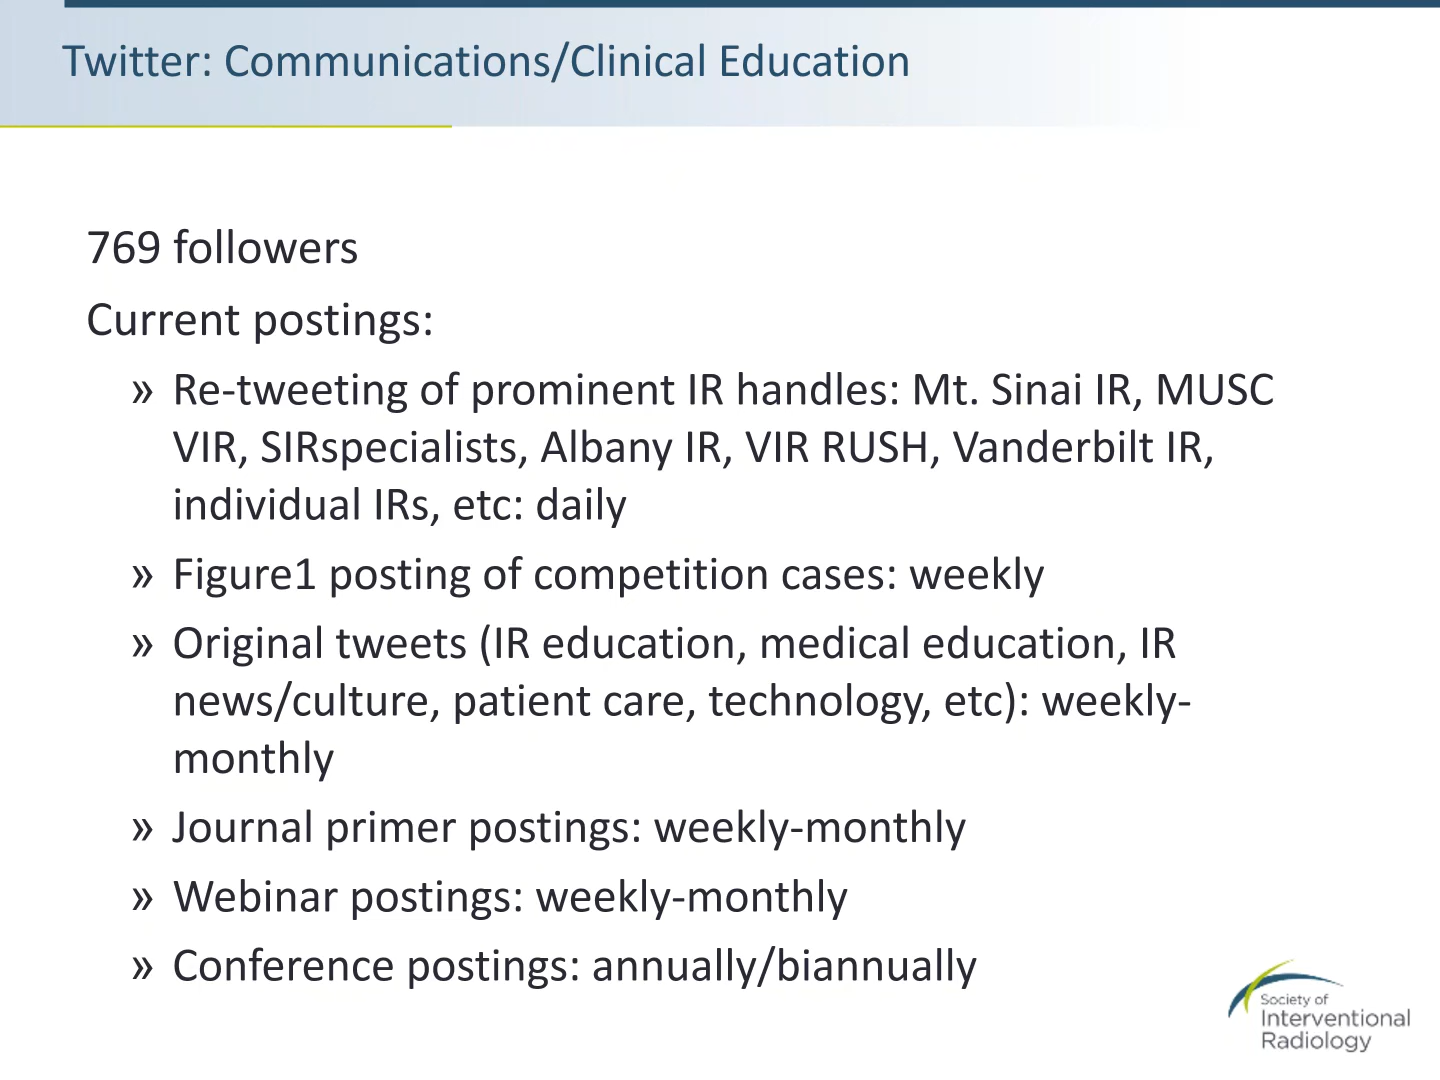 Twitter: Communications/Clinical Education
769 followers
Current postings:
» Re-tweeting of prominent IR handles: Mt. Sinai IR, MUSC
VIR, SIRspecialists, Albany IR, VIR RUSH, Vanderbilt IR,
individual IRs, etc: daily
» Figure1 posting of competition cases: weekly
» Original tweets (IR education, medical education, IR
news/culture, patient care, technology, etc): weekly-
monthly
» Journal primer postings: weekly-monthly
» Webinar postings: weekly-monthly
» Conference postings: annually/biannually
Society of
Interventional
Radiology